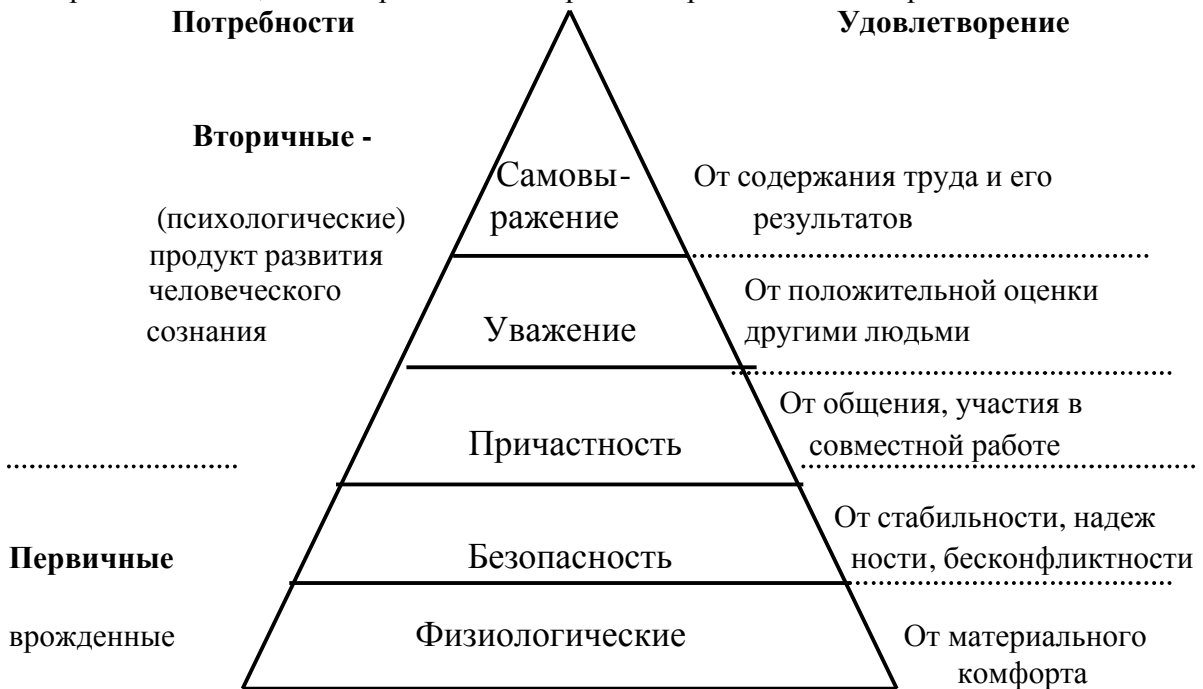 Потребности
Удовлетворение
Вторичные -
(психологические)
продукт развития
человеческого
сознания
Самовы-
ражение
От содержания труда и его
результатов
Уважение
От положительной оценки
другими людьми
Причастность
От общения, участия в
совместной работе
Первичные
врожденные
Безопасность
От стабильности, надеж
ности, бесконфликтности
Физиологические
От материального
комфорта